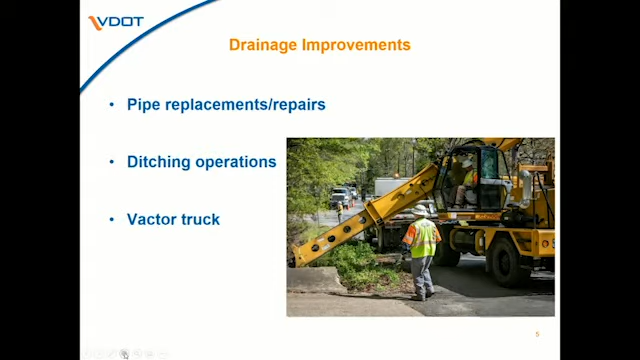 VDOT
Drainage Improvements
• Pipe replacements/repairs
• Ditching operations
• Vactor truck
5